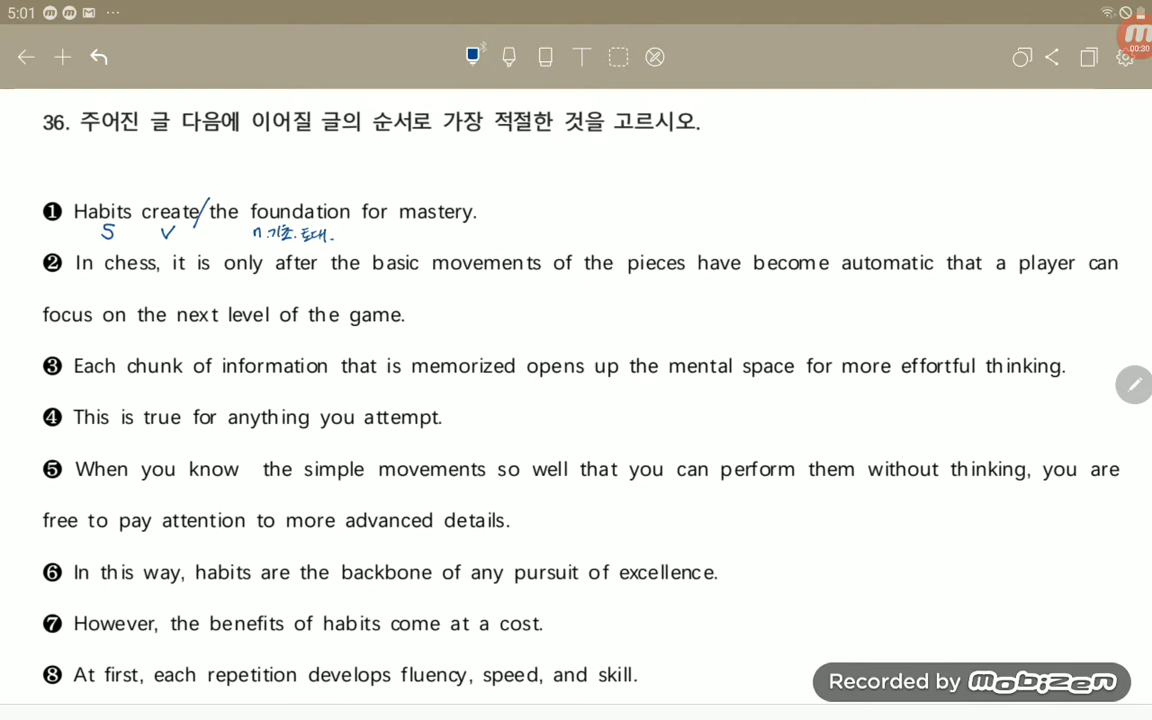 5:01
00:30
36. 주어진 글 다음에 이어질 글의 순서로 가장 적절한 것을 고르시오.
❶ Habits create/the foundation for mastery.
S V n.기초.토대.
❷ In chess, it is only after the basic movements of the pieces have become automatic that a player can
focus on the next level of the game.
❸ Each chunk of information that is memorized opens up the mental space for more effortful thinking.
❹ This is true for anything you attempt.
❺ When you know the simple movements so well that you can perform them without thinking, you are
free to pay attention to more advanced details.
❻ In this way, habits are the backbone of any pursuit of excellence.
❼ However, the benefits of habits come at a cost.
❽ At first, each repetition develops fluency, speed, and skill.
Recorded by mobizen